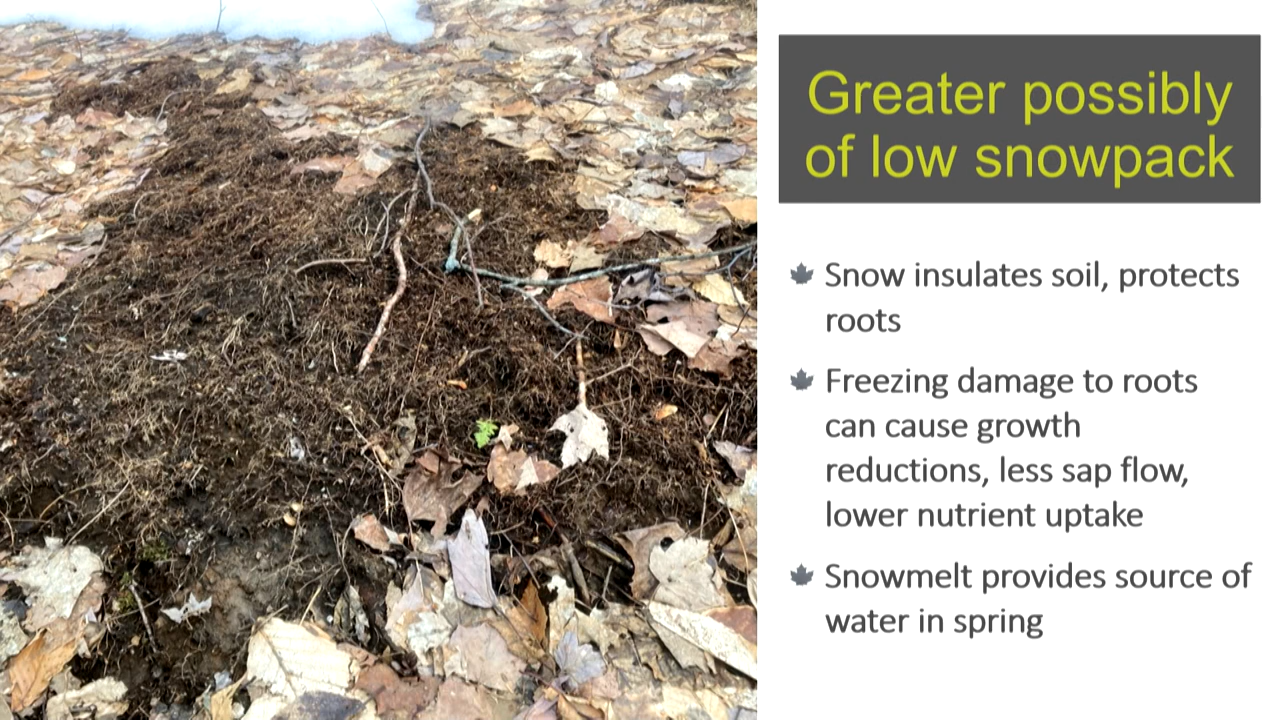 Greater possibly
of low snowpack
Snow insulates soil, protects
roots
Freezing damage to roots
can cause growth
reductions, less sap flow,
lower nutrient uptake
Snowmelt provides source of
water in spring